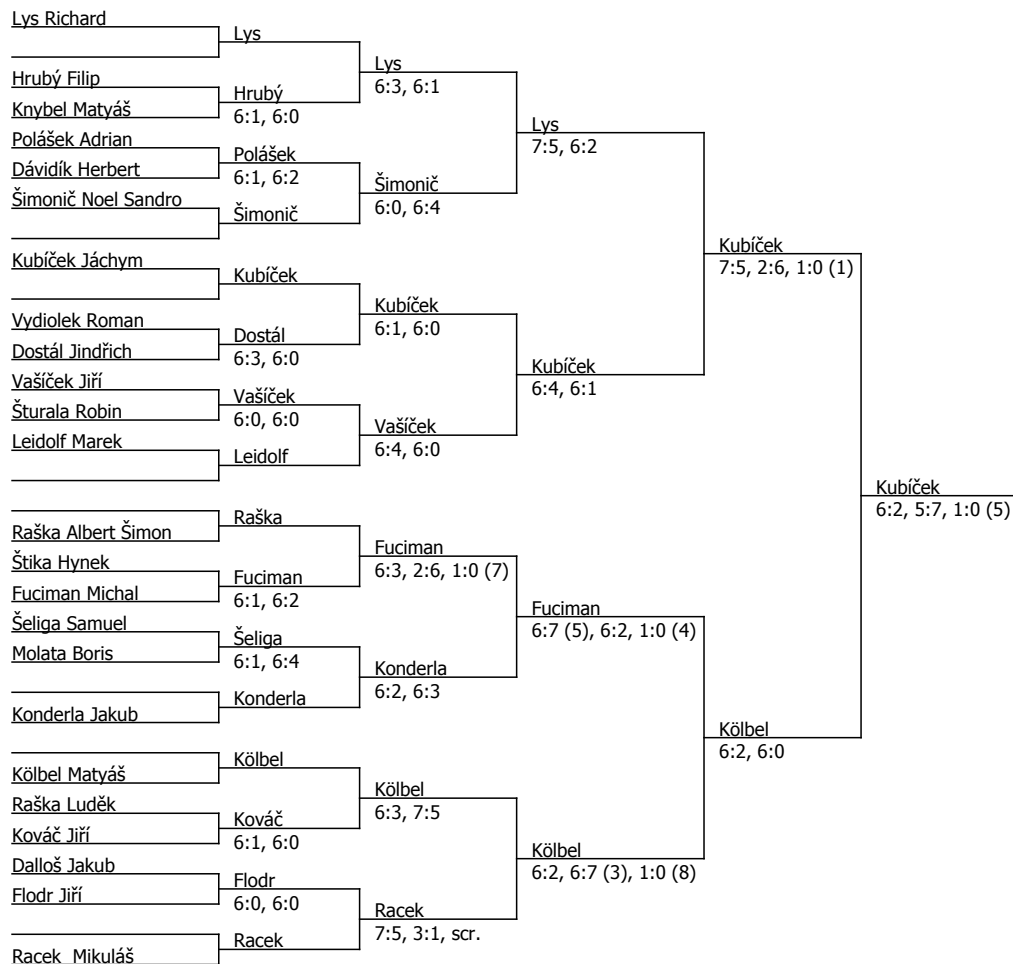 Lys Richard
Lys
Lys
6:3, 6:1
Hrubý Filip
Hrubý
6:1, 6:0
Knybel Matyáš
Lys
7:5, 6:2
Polášek Adrian
Polášek
6:1, 6:2
Dávidík Herbert
Šimonič
6:0, 6:4
Šimonič Noel Sandro
Šimonič
Kubíček
7:5, 2:6, 1:0 (1)
Kubíček Jáchym
Kubíček
Kubíček
6:1, 6:0
Vydiolek Roman
Dostál
6:3, 6:0
Dostál Jindřich
Kubíček
6:4, 6:1
Vašíček Jiří
Vašíček
6:0, 6:0
Šturala Robin
Vašíček
6:4, 6:0
Leidolf Marek
Leidolf
Kubíček
6:2, 5:7, 1:0 (5)
Raška
Raška Albert Šimon
Fuciman
6:3, 2:6, 1:0 (7)
Štika Hynek
Fuciman
6:1, 6:2
Fuciman Michal
Fuciman
6:7 (5), 6:2, 1:0 (4)
Šeliga Samuel
Šeliga
6:1, 6:4
Molata Boris
Konderla
6:2, 6:3
Konderla
Konderla Jakub
Kölbel
6:2, 6:0
Kölbel
Kölbel Matyáš
Kölbel
6:3, 7:5
Raška Luděk
Kováč
6:1, 6:0
Kováč Jiří
Kölbel
6:2, 6:7 (3), 1:0 (8)
Dalloš Jakub
Flodr
6:0, 6:0
Flodr Jiří
Racek
7:5, 3:1, scr.
Racek
Racek  Mikuláš